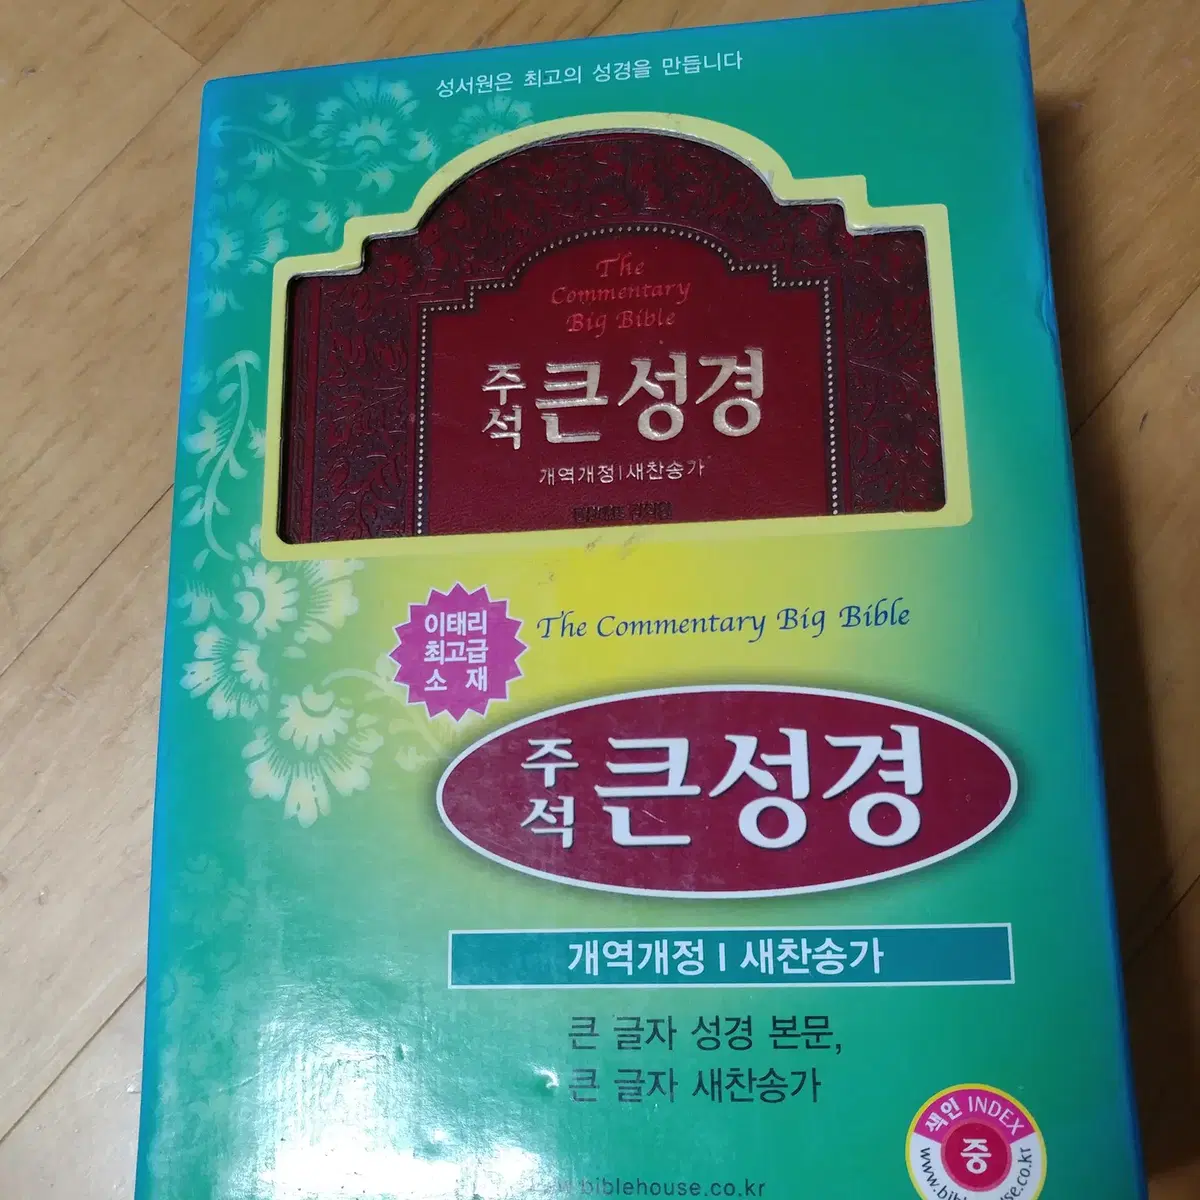 성서원은 최고의 성경을 만듭니다
The
Commentary
Big Bible
주석 큰성경
개역개정 | 새찬송가
이태리
최고급
소 재
The Commentary Big Bible
주석 큰성경
개역개정 | 새찬송가
큰 글자 성경 본문,
큰 글자 새찬송가
색인 INDEX
중
biblehouse.co.kr